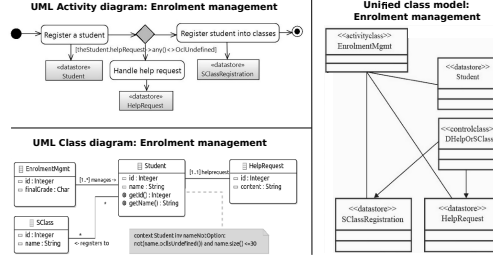 UML Activity diagram: Enrolment management
Register a student
Register student into classes
[theStudent.helpRequest->any()<>OclUndefined]
Handle help request
«datastore»
Student
«datastore»
SClassRegistration
«datastore»
HelpRequest
UML Class diagram: Enrolment management
EnrolmentMgmt
id : Integer
finalGrade : Char
[1..*] manages
*
Student
id : Integer
name : String
getId() : Integer
getName() : String
[1..1] helprequest
HelpRequest
id : Integer
content : String
SClass
id : Integer
name : String
*
<- registers to
context Student inv nameNotOption:
not(name.oclIsUndefined()) and name.size() <=30
Unified class model:
Enrolment management
<<activityclass>>
EnrolmentMgmt
<<datastore>>
Student
<<controlclass>>
DHelpOrSClass
<<datastore>>
SClassRegistration
<<datastore>>
HelpRequest